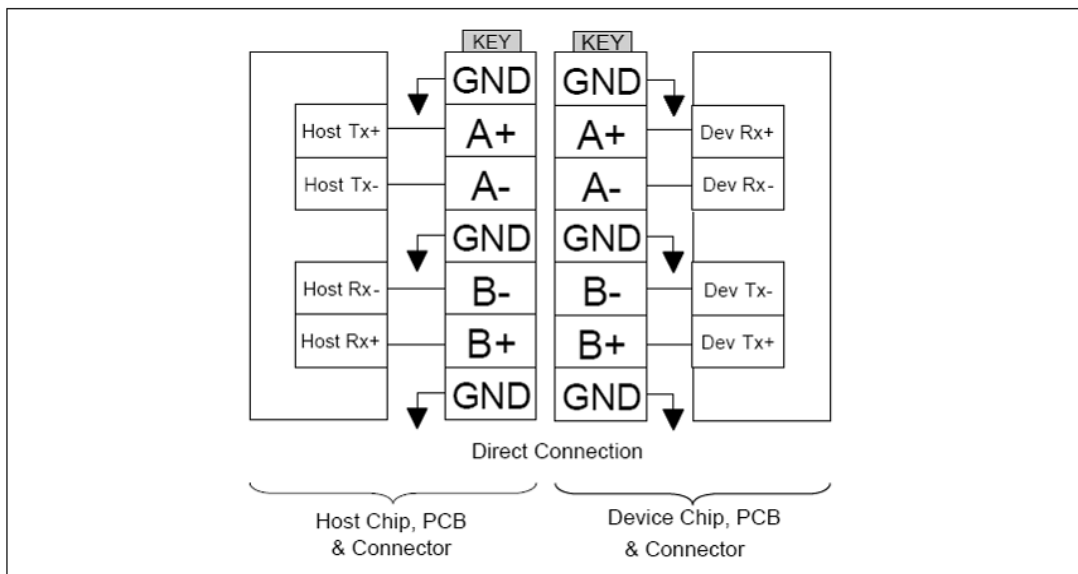 KEY KEY
GND GND
Host Tx+ A+ A+ Dev Rx+
Host Tx- A- A- Dev Rx-
GND GND
Host Rx- B- B- Dev Tx-
Host Rx+ B+ B+ Dev Tx+
GND GND
Direct Connection
Host Chip, PCB
& Connector
Device Chip, PCB
& Connector